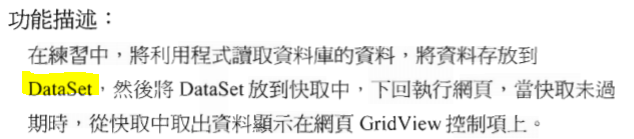 功能描述：
在練習中，將利用程式讀取資料庫的資料，將資料存放到
DataSet，然後將 DataSet 放到快取中，下回執行網頁，當快取未過
期時，從快取中取出資料顯示在網頁 GridView 控制項上。